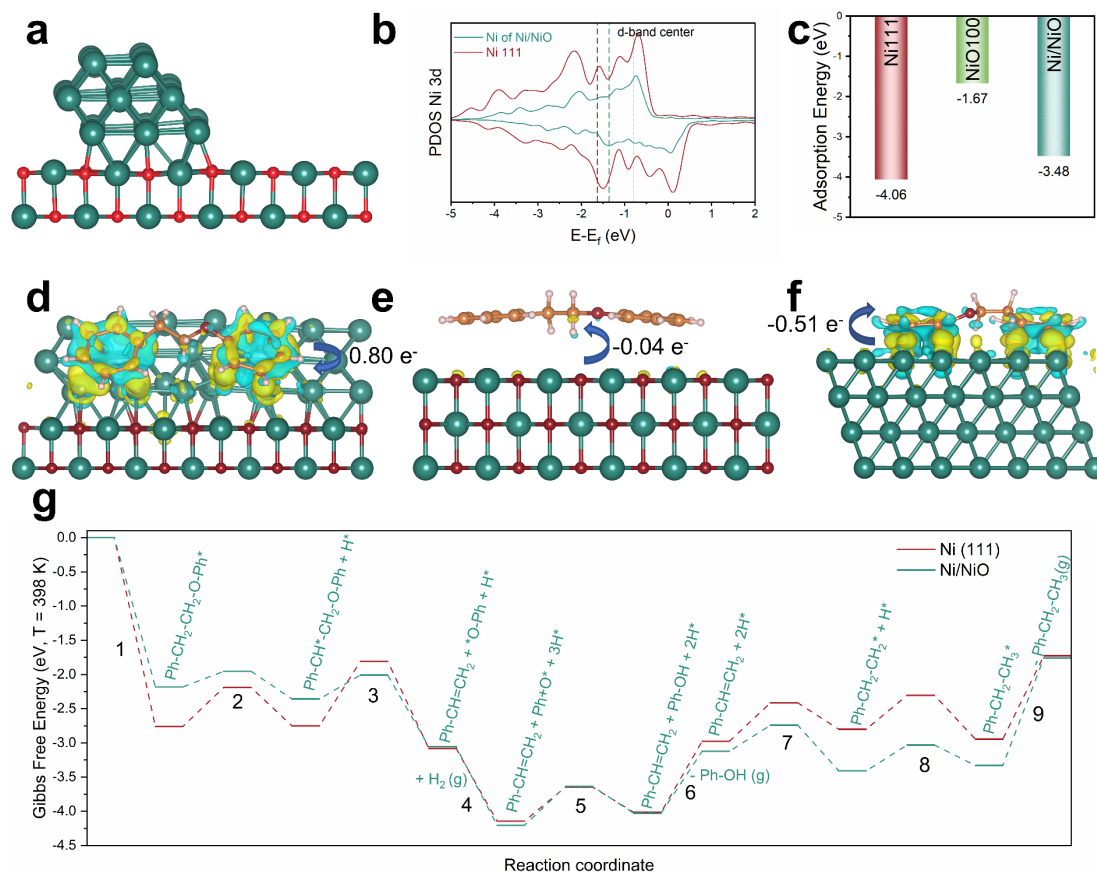 a
b
d-band center
Ni of Ni/NiO
Ni 111
PDOS Ni 3d
-5 -4 -3 -2 -1 0 1 2
E-E_f (eV)
c
0
-1
-2
-3
-4
-5
Adsorption Energy (eV)
Ni111
NiO100
Ni/NiO
-4.06
-1.67
-3.48
d
0.80 e⁻
e
-0.04 e⁻
f
-0.51 e⁻
g
0.0
-0.5
-1.0
-1.5
-2.0
-2.5
-3.0
-3.5
-4.0
-4.5
Gibbs Free Energy (eV, T = 398 K)
Ni (111)
Ni/NiO
1
Ph-CH₂-CH₂-O-Ph*
2
Ph-CH*-CH₂-O-Ph + H*
3
Ph-CH=CH₂ + *O-Ph + H*
+ H₂ (g)
4
Ph-CH=CH₂ + Ph+O* + 3H*
5
Ph-CH=CH₂ + Ph-OH + 2H*
6
- Ph-OH (g)
Ph-CH=CH₂ + 2H*
7
Ph-CH₂-CH₂* + H*
8
Ph-CH₂-CH₃*
9
Ph-CH₂-CH₃(g)
Reaction coordinate